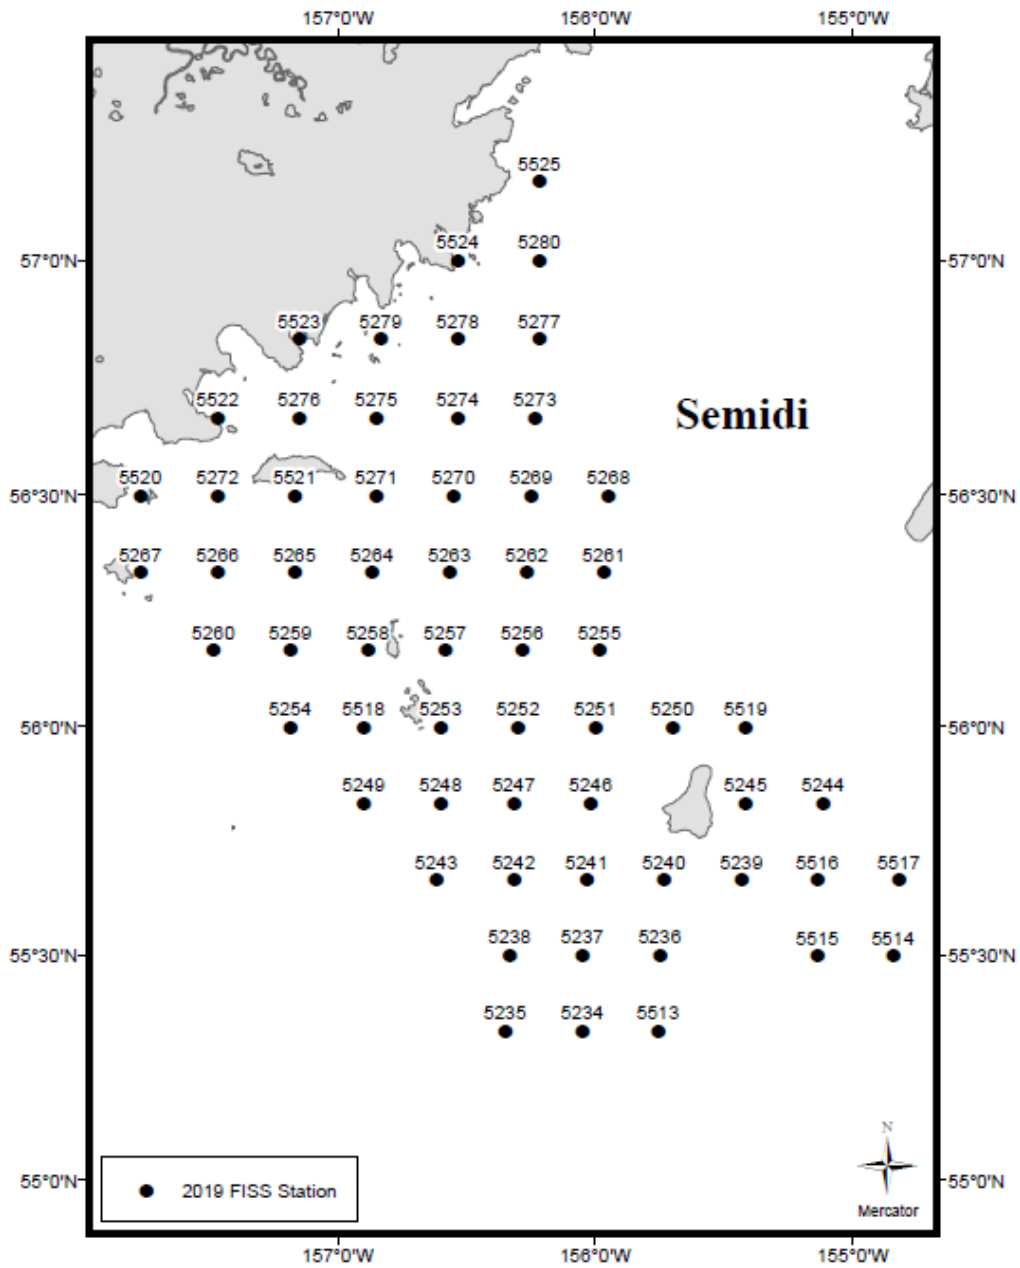 157°0'W 156°0'W 155°0'W
5525
5524 5280
57°0'N 57°0'N
5523 5279 5278 5277
5522 5276 5275 5274 5273
Semidi
5520 5272 5521 5271 5270 5269 5268
56°30'N 56°30'N
5267 5266 5265 5264 5263 5262 5261
5260 5259 5258 5257 5256 5255
5254 5518 5253 5252 5251 5250 5519
56°0'N 56°0'N
5249 5248 5247 5246 5245 5244
5243 5242 5241 5240 5239 5516 5517
5238 5237 5236 5515 5514
55°30'N 55°30'N
5235 5234 5513
N
55°0'N 55°0'N
2019 FISS Station
Mercator
157°0'W 156°0'W 155°0'W